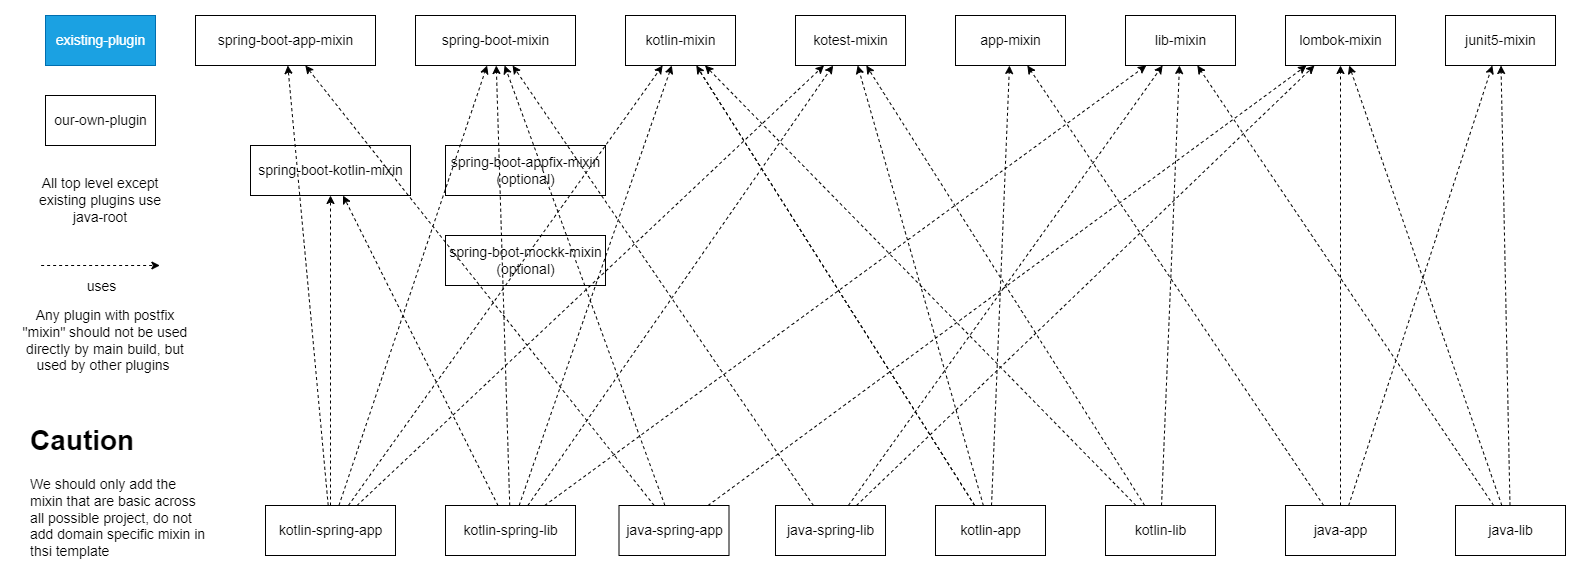 existing-plugin
spring-boot-app-mixin
spring-boot-mixin
kotlin-mixin
kotest-mixin
app-mixin
lib-mixin
lombok-mixin
junit5-mixin
our-own-plugin
spring-boot-kotlin-mixin
spring-boot-appfix-mixin
(optional)
All top level except
existing plugins use
java-root
spring-boot-mockk-mixin
(optional)
uses
Any plugin with postfix
"mixin" should not be used
directly by main build, but
used by other plugins
Caution
We should only add the
mixin that are basic across
all possible project, do not
add domain specific mixin in
thsi template
kotlin-spring-app
kotlin-spring-lib
java-spring-app
java-spring-lib
kotlin-app
kotlin-lib
java-app
java-lib